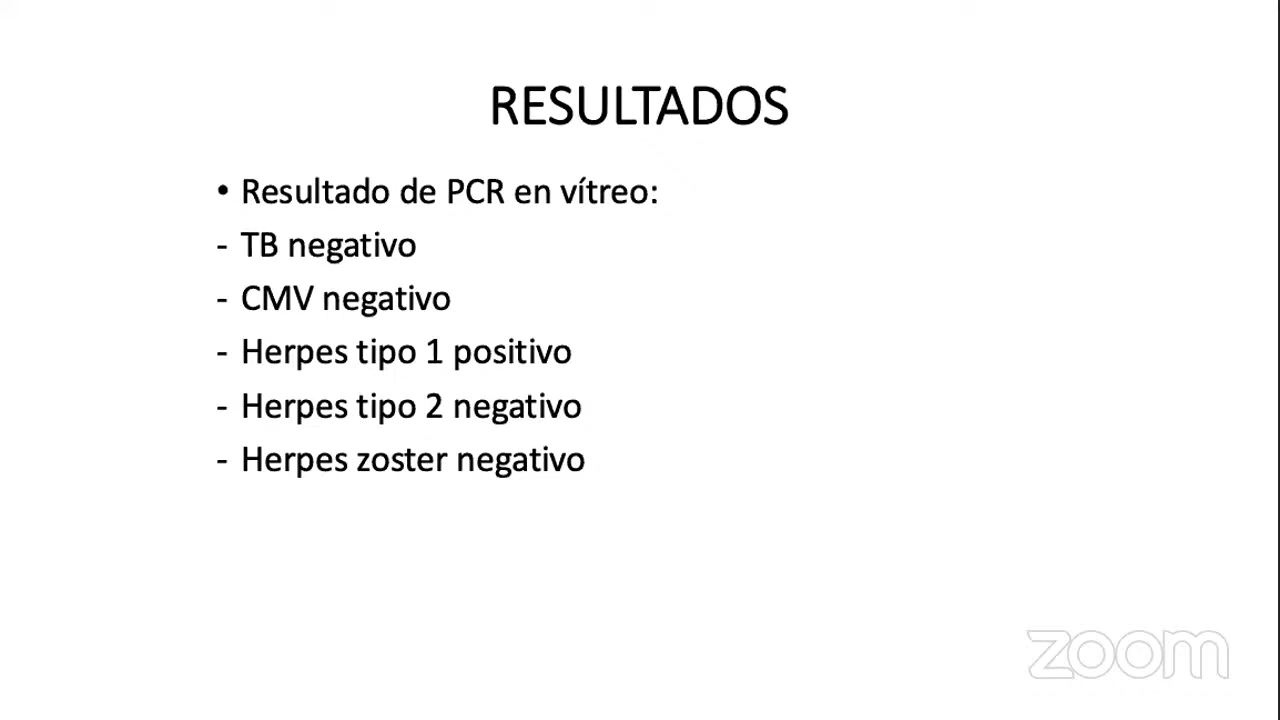 RESULTADOS
• Resultado de PCR en vítreo:
- TB negativo
- CMV negativo
- Herpes tipo 1 positivo
- Herpes tipo 2 negativo
- Herpes zoster negativo
zoom